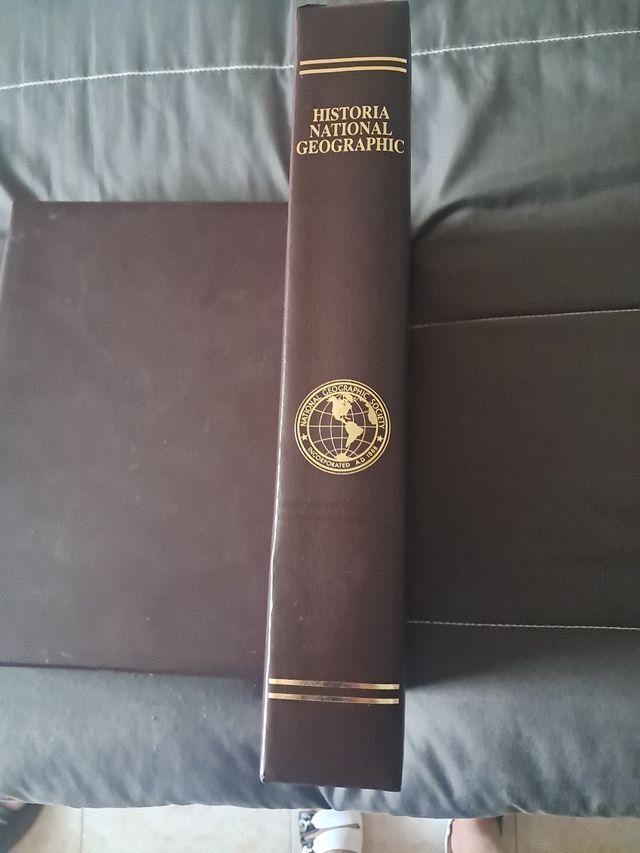 HISTORIA
NATIONAL
GEOGRAPHIC
NATIONAL GEOGRAPHIC SOCIETY
INCORPORATED A.D. 1888